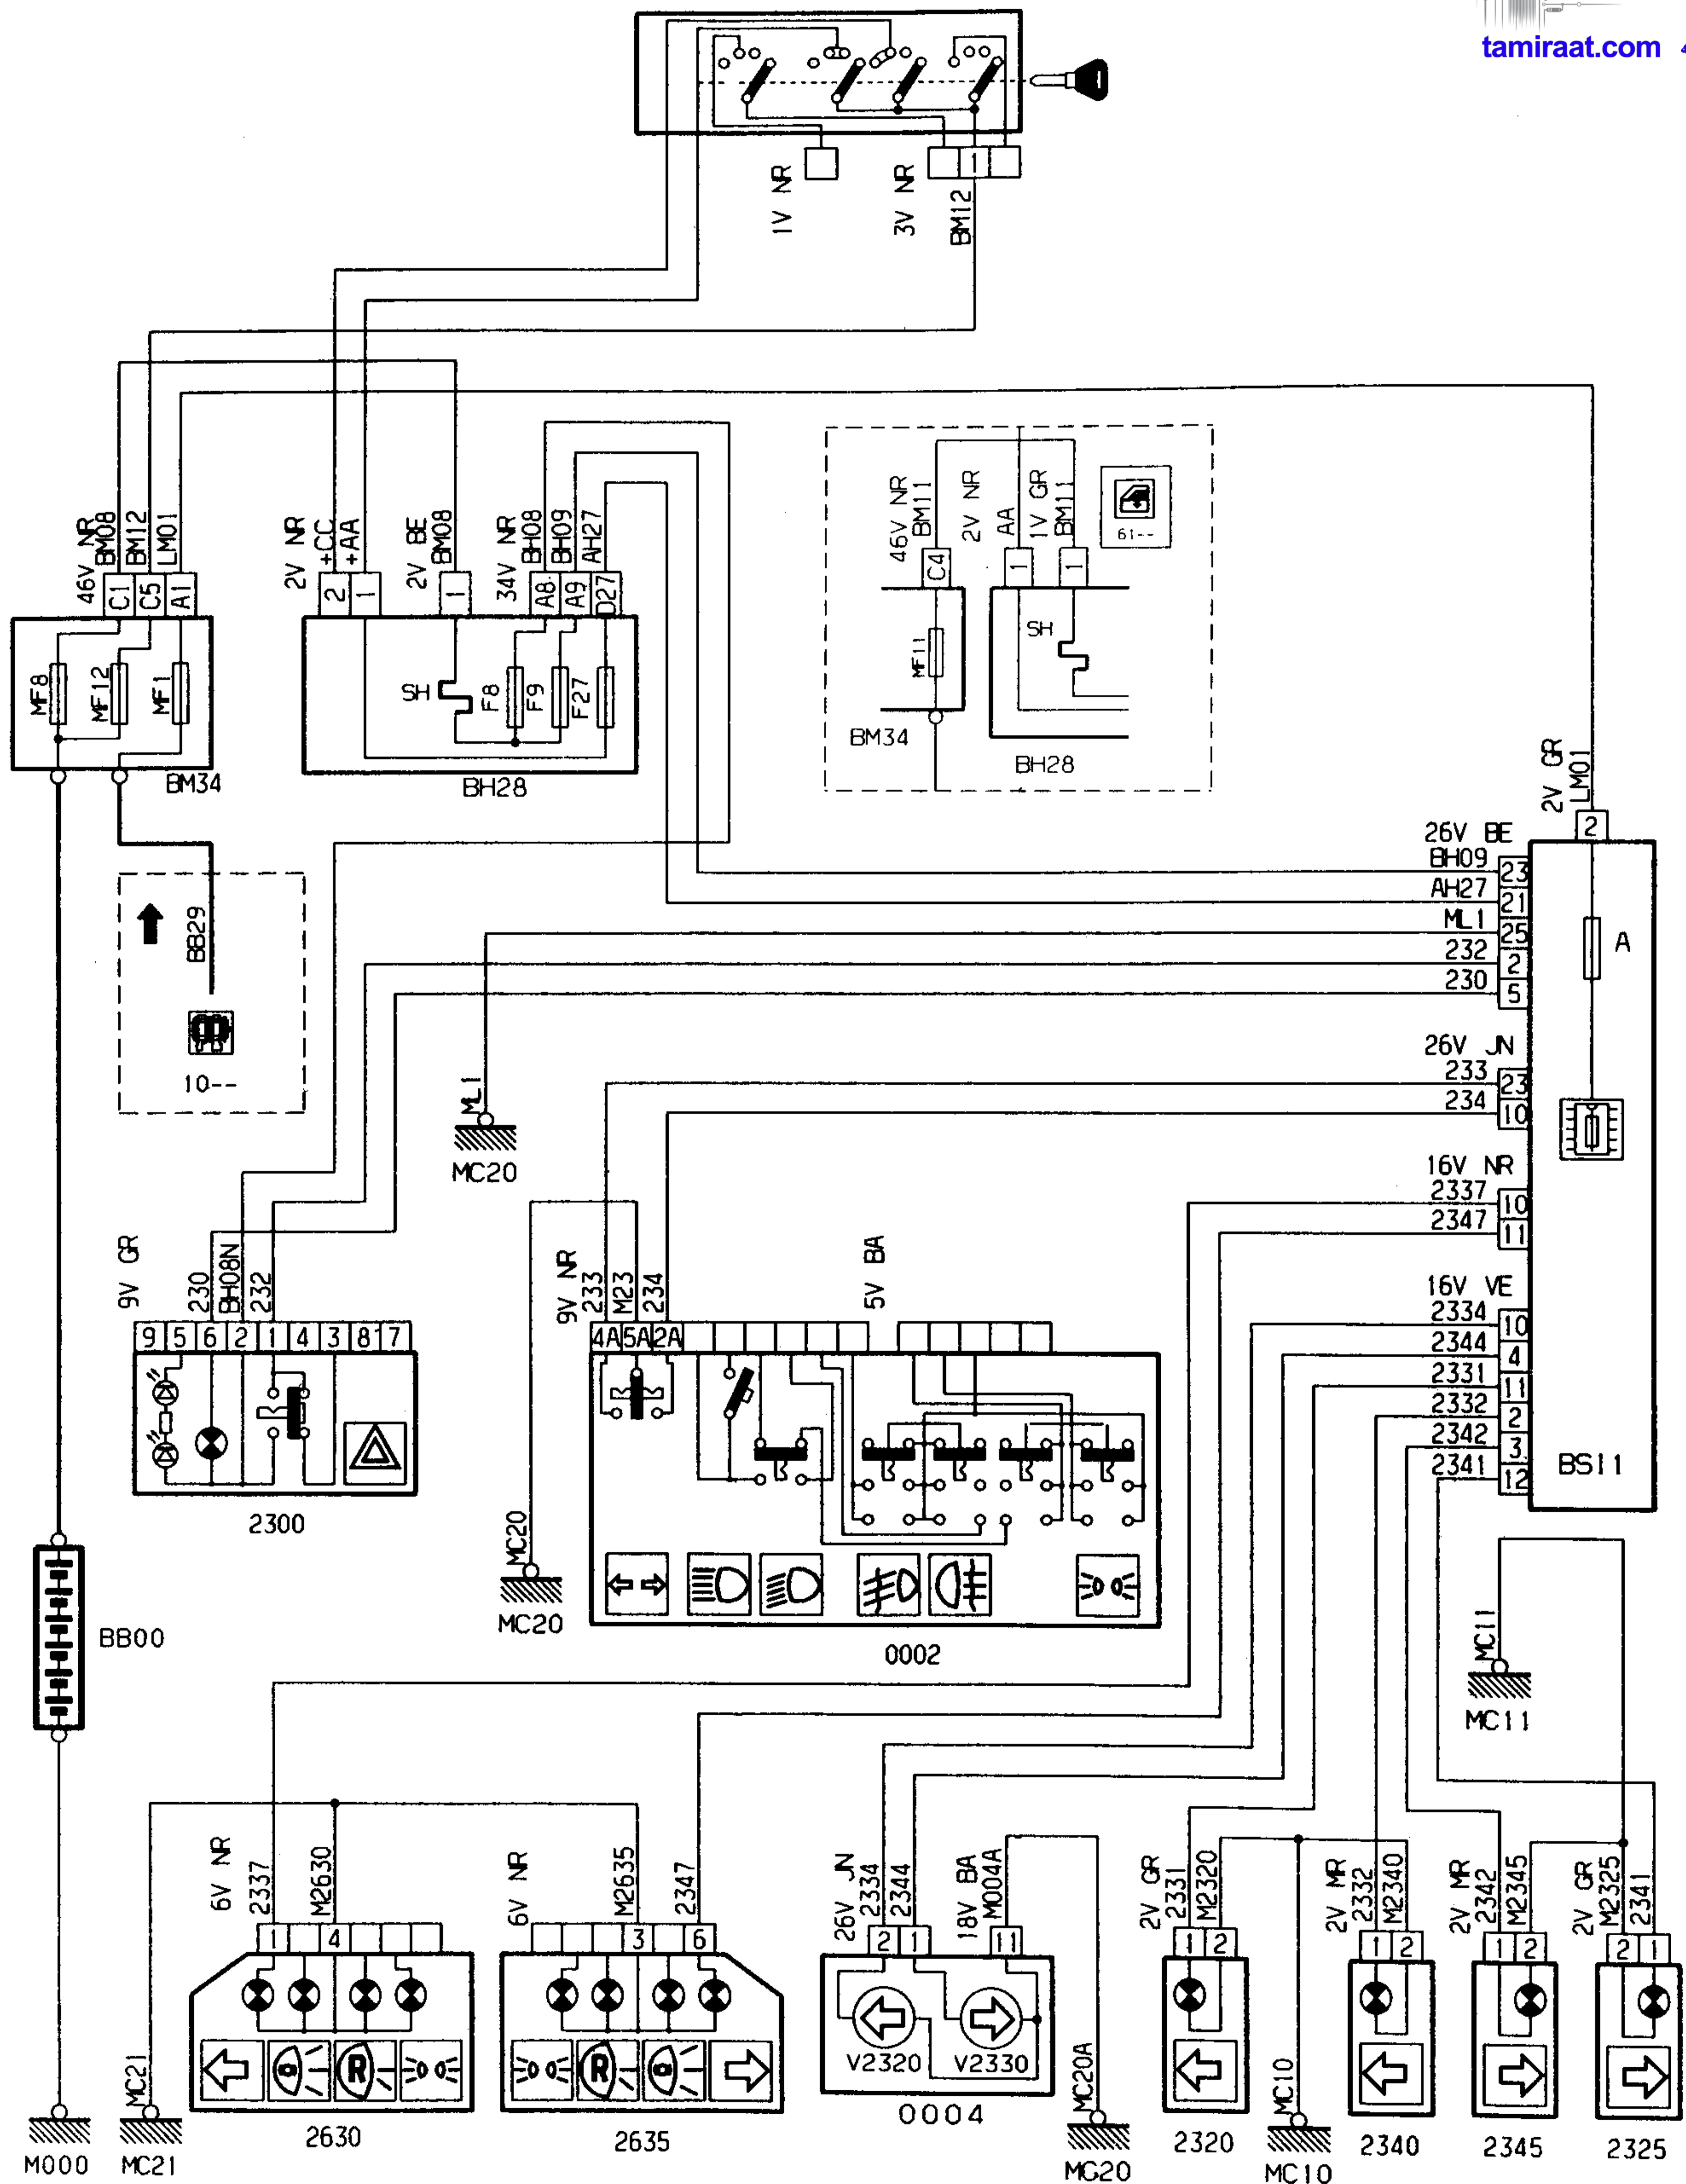 tamiraat.com
1V NR
3V NR
1
BM12
46V NR
BM08
BM12
LM01
C1
C5
A1
MF8
MF12
MF1
BM34
2V NR
+CC
+AA
2
1
2V BE
BM08
1
34V NR
BH08
BH09
AH27
A8
A9
D27
SH
F8
F9
F27
BH28
46V NR
BM11
C4
2V NR
AA
1
1V GR
BM11
1
61--
MF11
SH
BM34
BH28
2V GR
LM01
2
26V BE
BH09 23
AH27 21
ML1 25
232 2
230 5
A
26V JN
233 23
234 10
16V NR
2337 10
2347 11
16V VE
2334 10
2344 4
2331 11
2332 2
2342 3
2341 12
BSI1
BB29
10--
ML1
MC20
9V GR
230
BH08N
232
9 5 6 2 1 4 3 8 7
2300
9V NR
233
M23
234
5V BA
4A 5A 2A
MC20
MC20
0002
BB00
MC11
MC11
6V NR
2337
M2630
1 4
6V NR
M2635
2347
3 6
26V JN
2334
2344
2 1
18V BA
M004A
11
V2320 V2330
0004
2V GR
2331
M2320
1 2
2V MR
2332
M2340
1 2
2V MR
2342
M2345
1 2
2V GR
M2325
2341
2 1
R
R
M000
MC21
MC21
2630
2635
MC20A
MC20
2320
MC10
MC10
2340
2345
2325